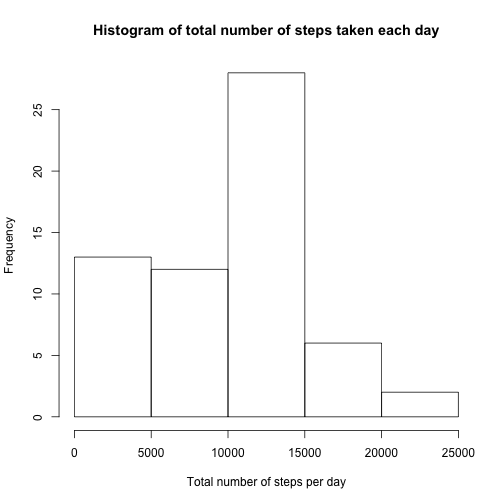 Histogram of total number of steps taken each day
Frequency
25
20
15
10
5
0
0 5000 10000 15000 20000 25000
Total number of steps per day